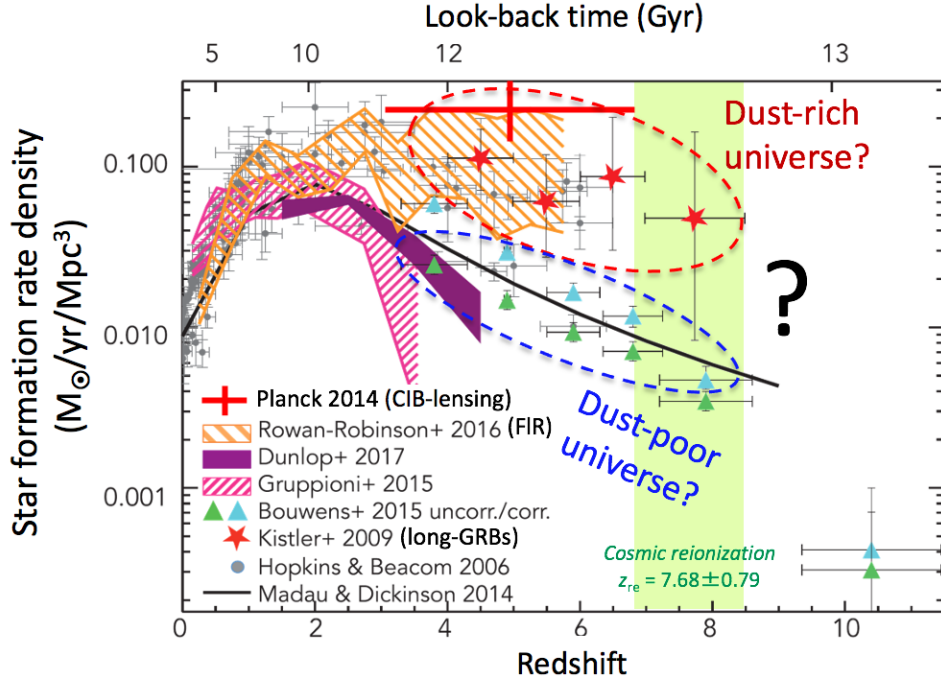 Look-back time (Gyr)
5 10 12 13
Star formation rate density
(M⊙/yr/Mpc³)
0.100
0.010
0.001
Dust-rich
universe?
?
Dust-poor
universe?
Planck 2014 (CIB-lensing)
Rowan-Robinson+ 2016 (FIR)
Dunlop+ 2017
Gruppioni+ 2015
Bouwens+ 2015 uncorr./corr.
Kistler+ 2009 (long-GRBs)
Hopkins & Beacom 2006
Madau & Dickinson 2014
Cosmic reionization
zre = 7.68±0.79
0 2 4 6 8 10
Redshift